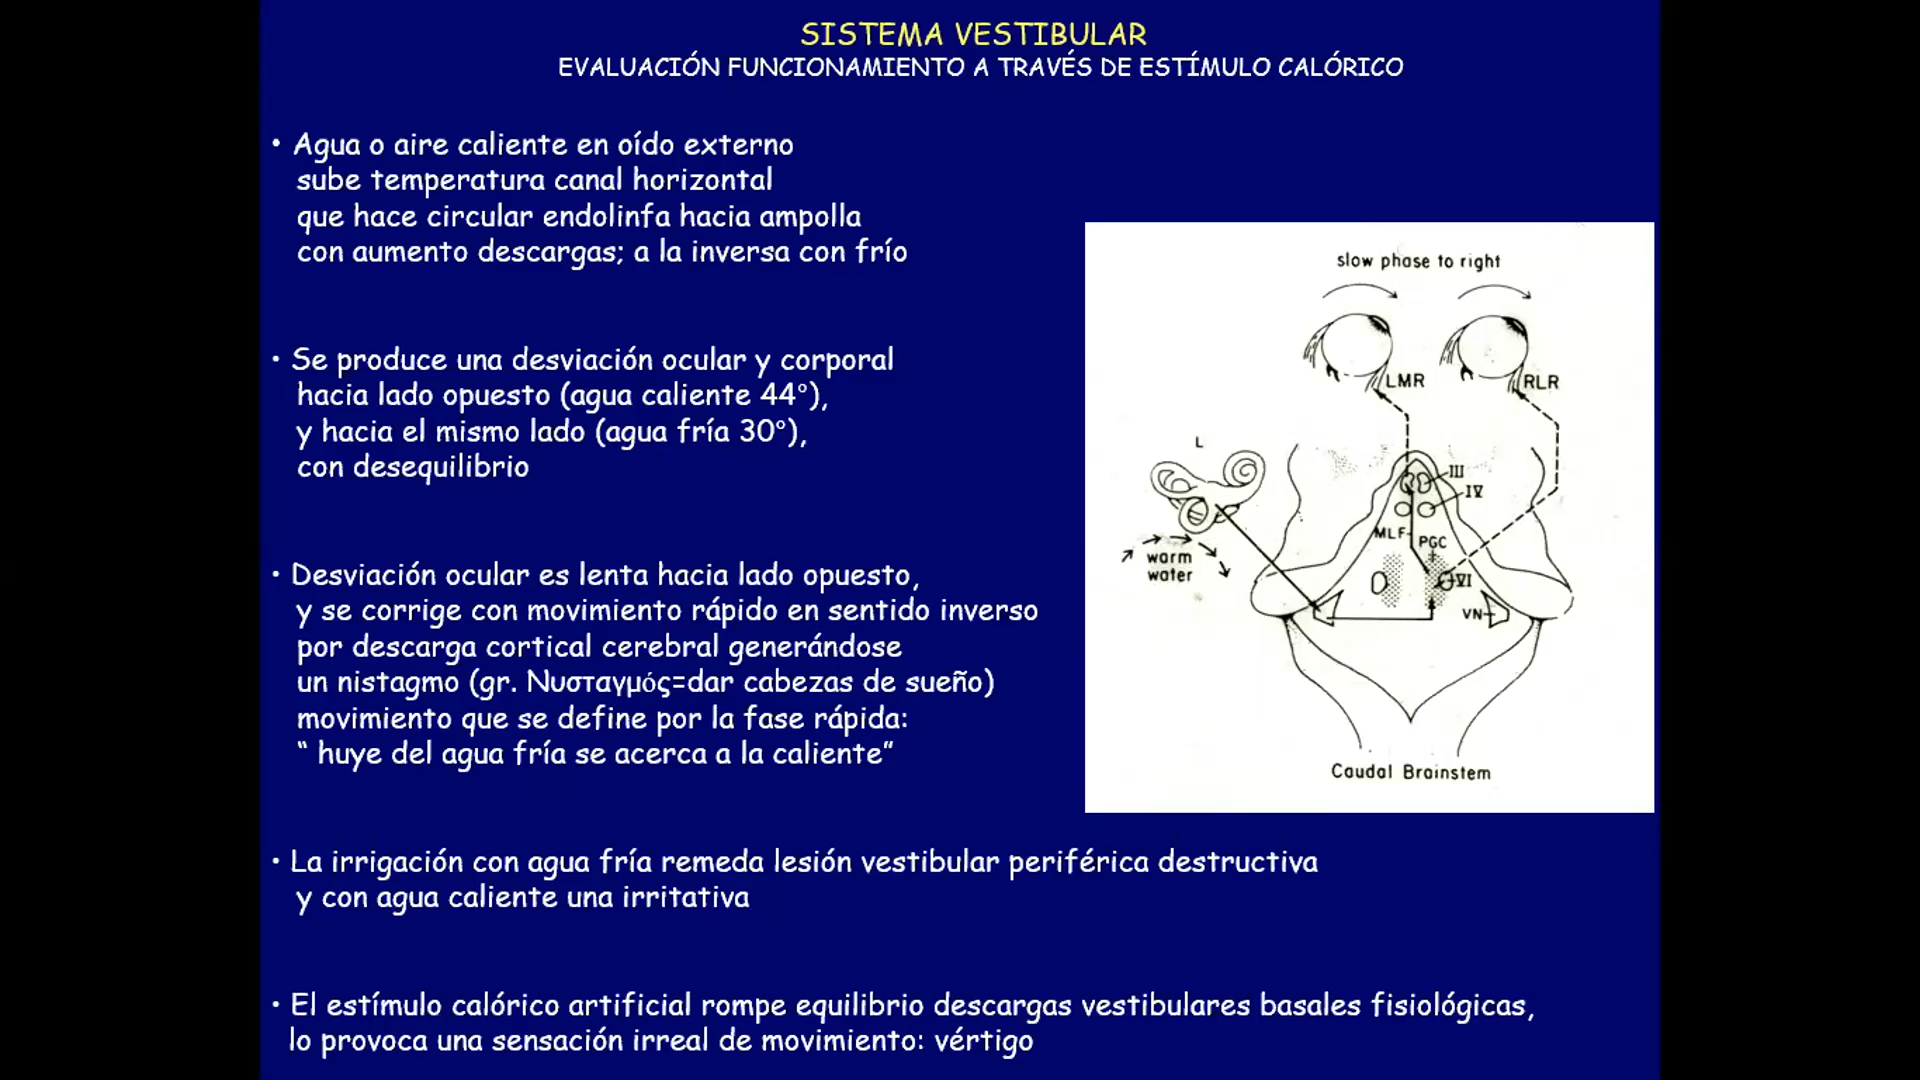 SISTEMA VESTIBULAR
EVALUACIÓN FUNCIONAMIENTO A TRAVÉS DE ESTÍMULO CALÓRICO
• Agua o aire caliente en oído externo
sube temperatura canal horizontal
que hace circular endolinfa hacia ampolla
con aumento descargas; a la inversa con frío
• Se produce una desviación ocular y corporal
hacia lado opuesto (agua caliente 44°),
y hacia el mismo lado (agua fría 30°),
con desequilibrio
• Desviación ocular es lenta hacia lado opuesto,
y se corrige con movimiento rápido en sentido inverso
por descarga cortical cerebral generándose
un nistagmo (gr. Νυσταγμός=dar cabezas de sueño)
movimiento que se define por la fase rápida:
“ huye del agua fría se acerca a la caliente”
• La irrigación con agua fría remeda lesión vestibular periférica destructiva
y con agua caliente una irritativa
• El estímulo calórico artificial rompe equilibrio descargas vestibulares basales fisiológicas,
lo provoca una sensación irreal de movimiento: vértigo
slow phase to right
LMR
RLR
L
III
IV
MLF
PGC
warm
water
VI
VN
Caudal Brainstem